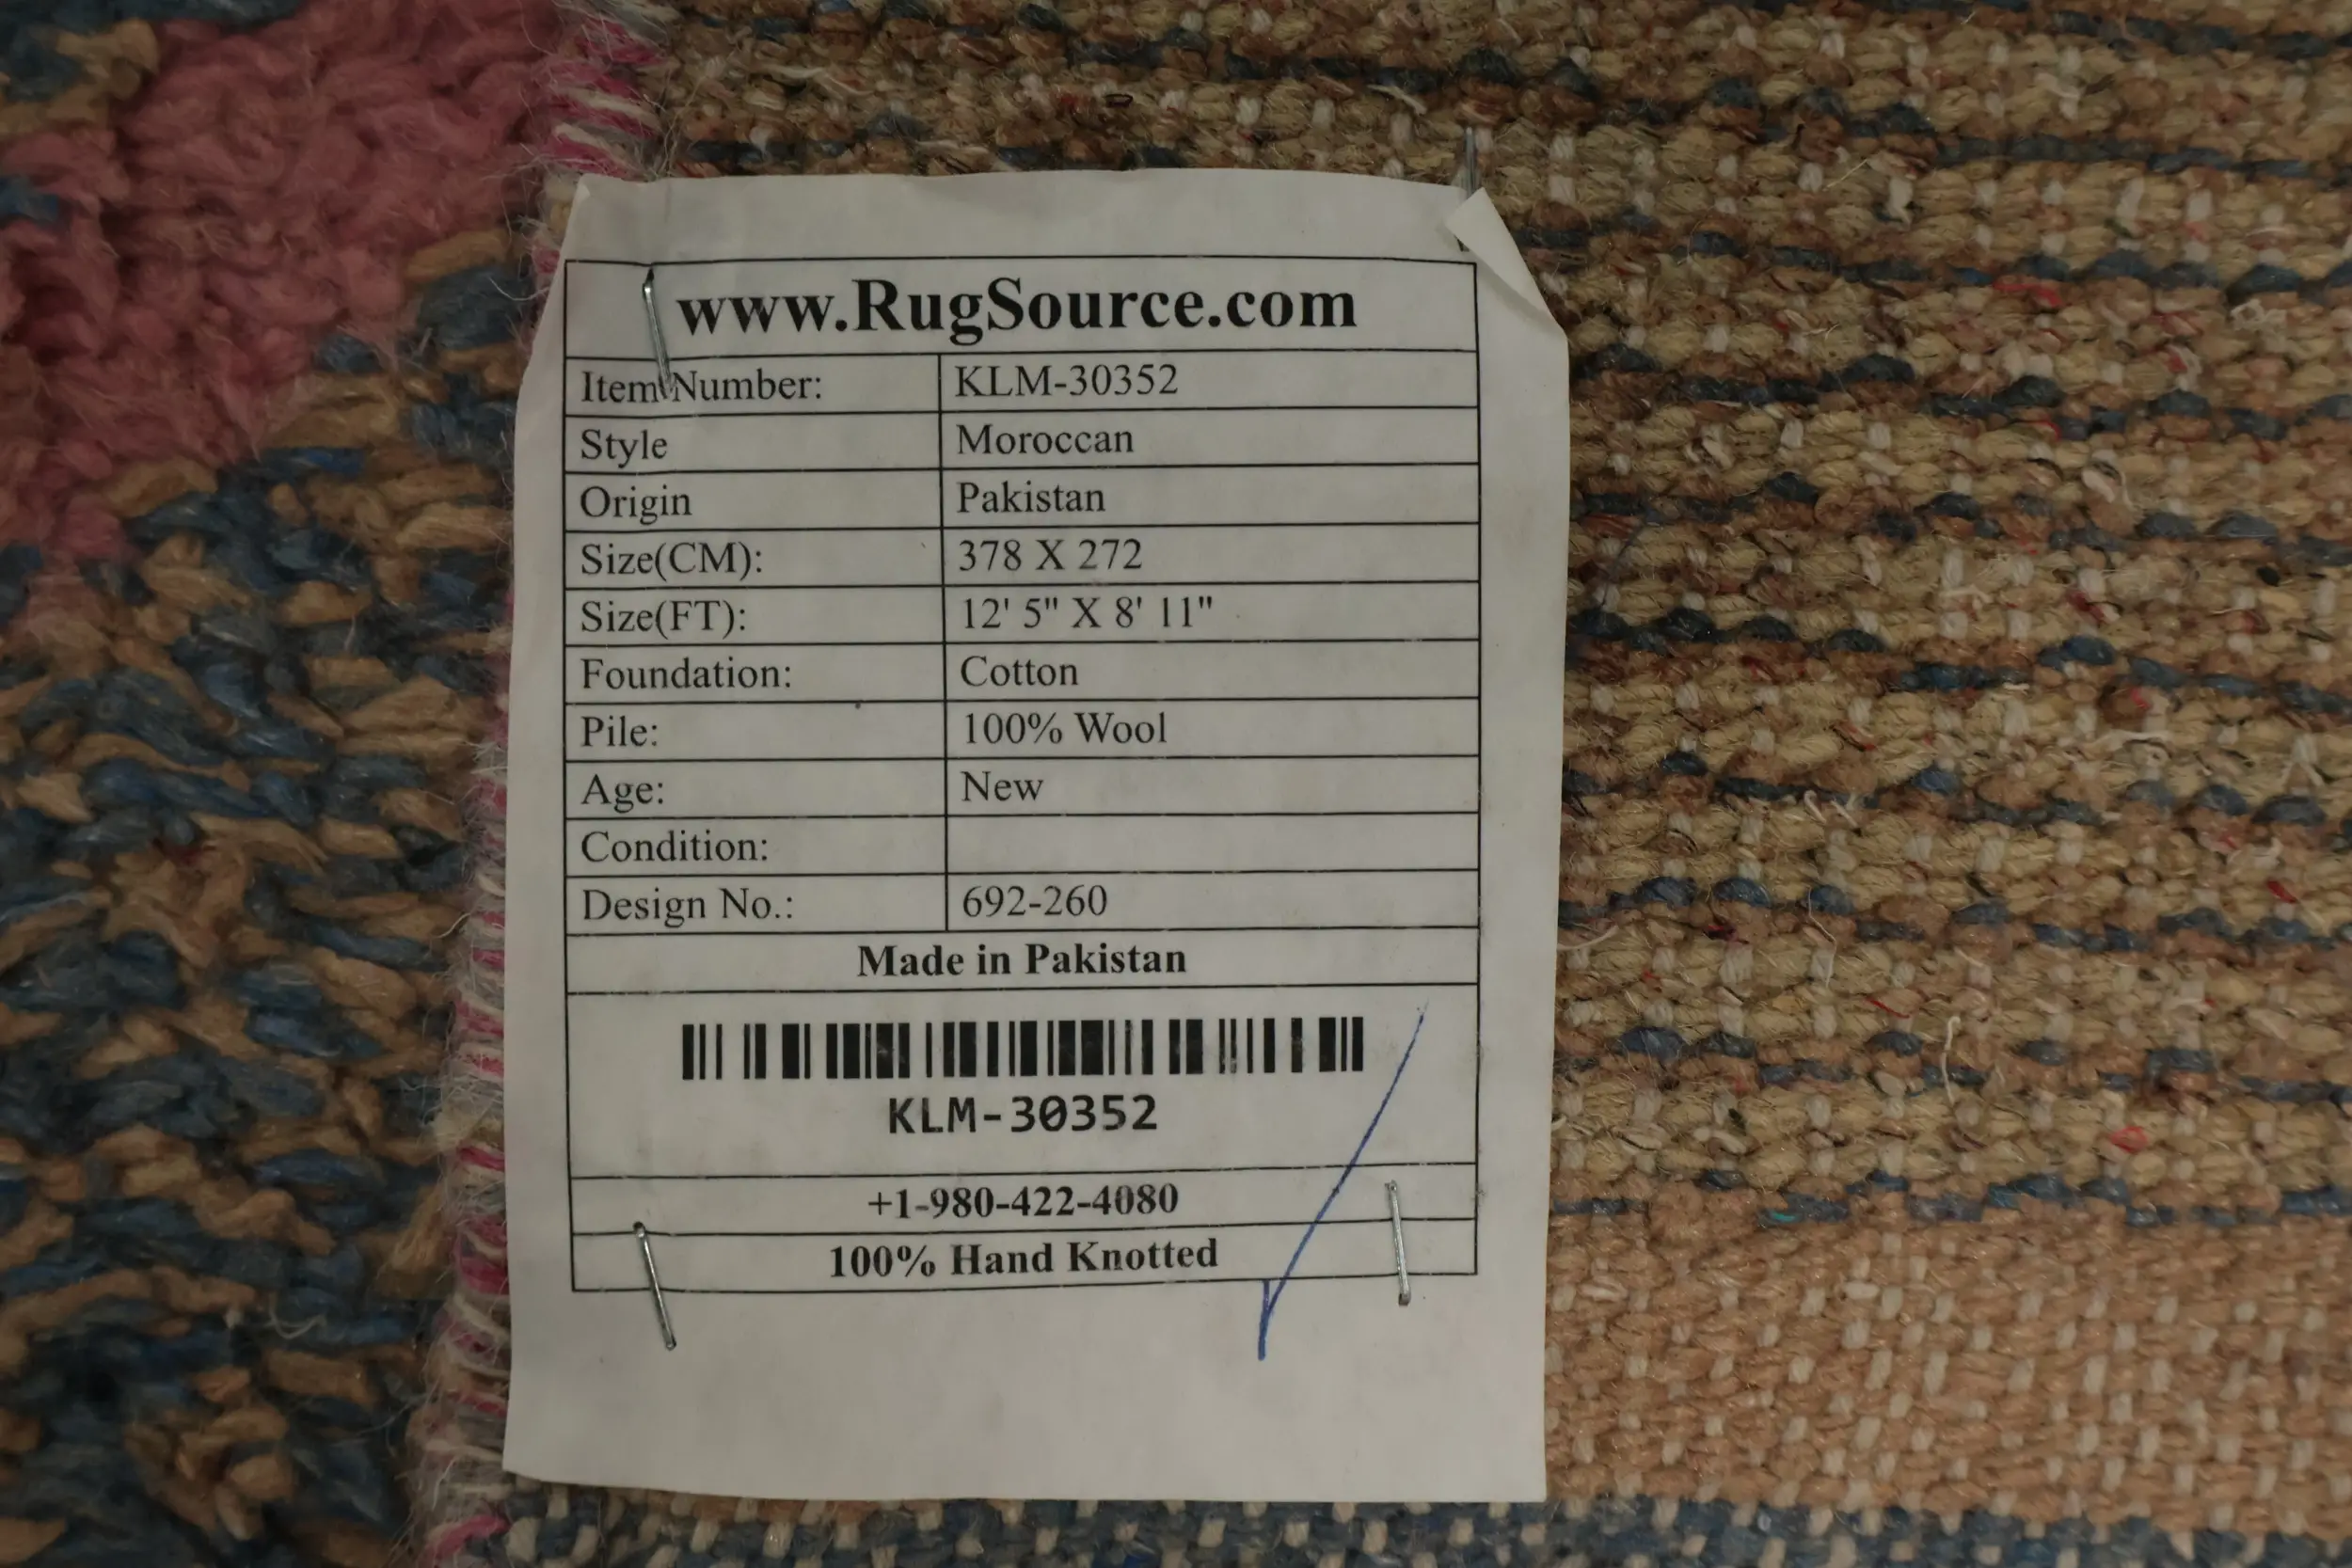 www.RugSource.com
Item Number: KLM-30352
Style Moroccan
Origin Pakistan
Size(CM): 378 X 272
Size(FT): 12' 5" X 8' 11"
Foundation: Cotton
Pile: 100% Wool
Age: New
Condition:
Design No.: 692-260
Made in Pakistan
KLM-30352
+1-980-422-4080
100% Hand Knotted